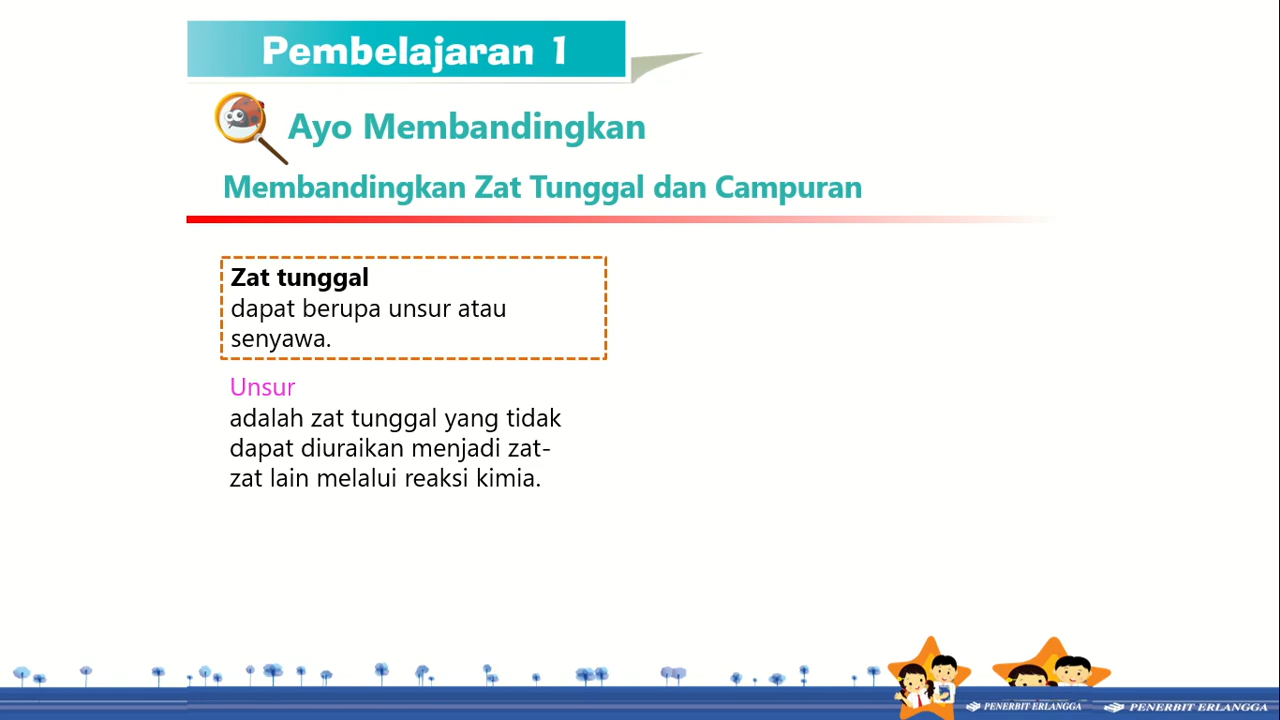 Pembelajaran 1
Ayo Membandingkan
Membandingkan Zat Tunggal dan Campuran
Zat tunggal
dapat berupa unsur atau
senyawa.
Unsur
adalah zat tunggal yang tidak
dapat diuraikan menjadi zat-
zat lain melalui reaksi kimia.
PENERBIT ERLANGGA
PENERBIT ERLANGGA